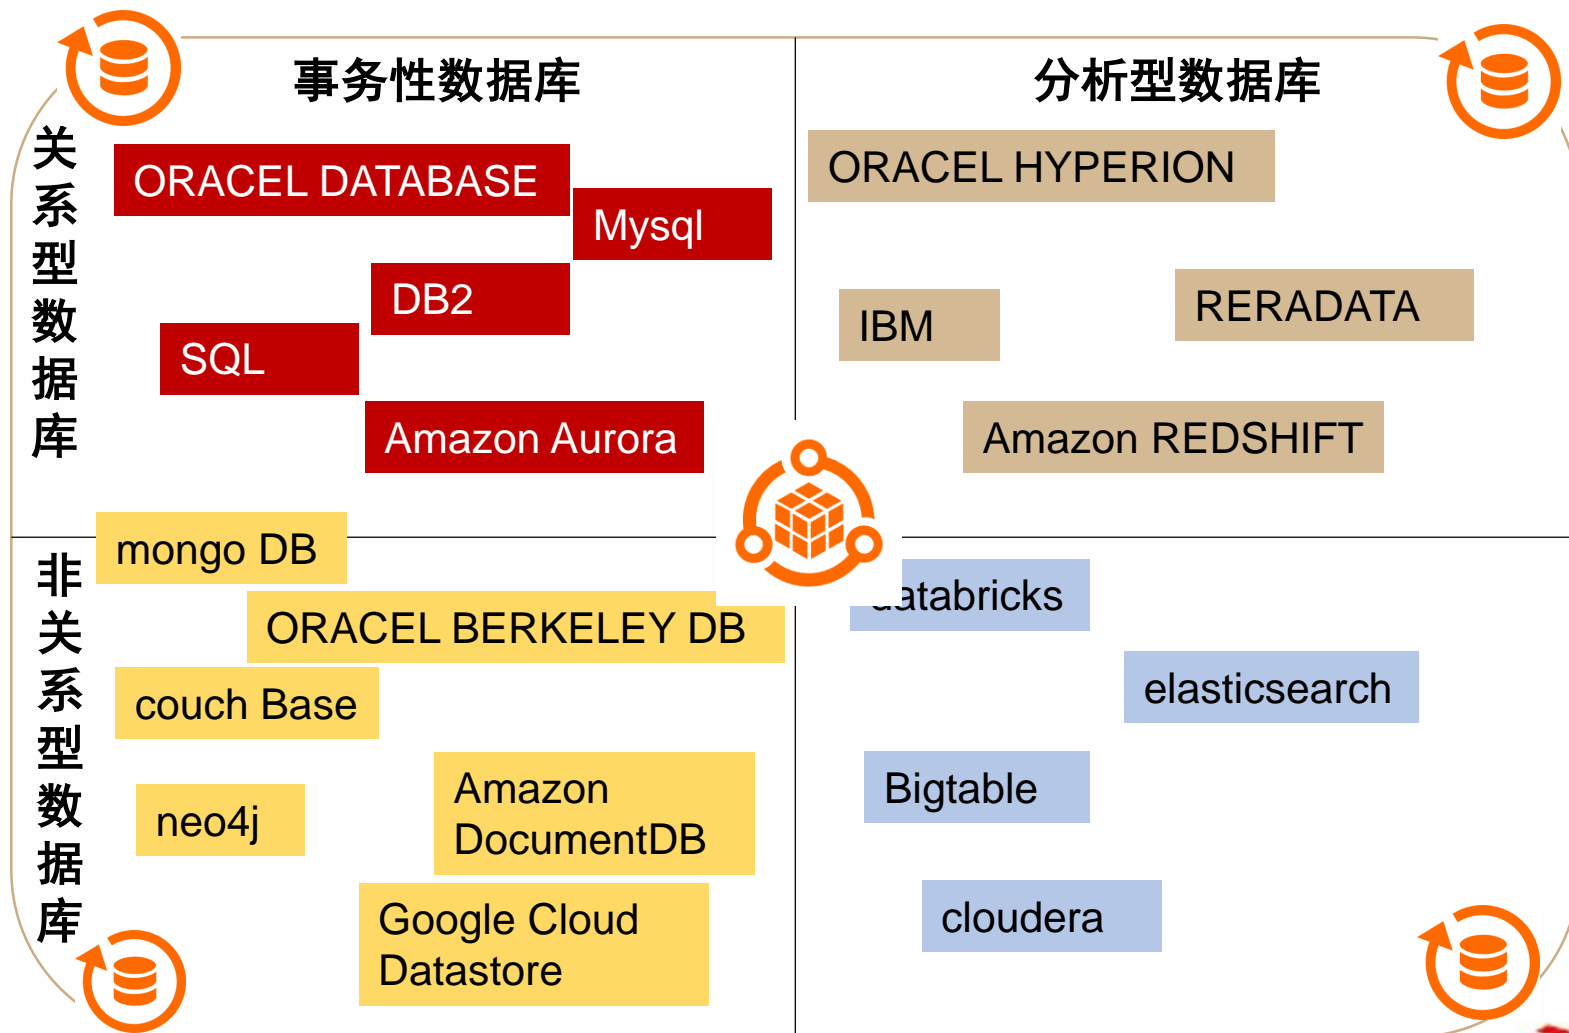 事务性数据库
分析型数据库
关系型数据库
ORACEL DATABASE
Mysql
DB2
SQL
Amazon Aurora
ORACEL HYPERION
IBM
RERADATA
Amazon REDSHIFT
非关系型数据库
mongo DB
ORACEL BERKELEY DB
couch Base
neo4j
Amazon
DocumentDB
Google Cloud
Datastore
databricks
elasticsearch
Bigtable
cloudera